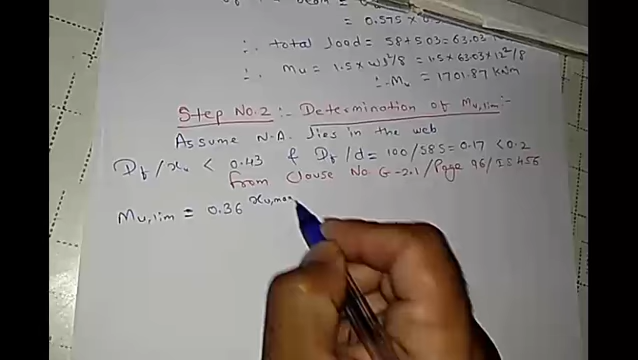 = 0.575 x 0.
∴ total load = 58+5.03 = 63.03
∴ Mu = 1.5 x wl²/8 = 1.5 x 63.03 x 12²/8
∴ Mu = 1701.87 kNm
Step No.2 :- Determination of Mu,lim :-
Assume N.A. lies in the web
Df/xu < 0.43 & Df/d = 100/585 = 0.17 < 0.2
from Clause No G-2.1/Page 96/IS 456
Mu,lim = 0.36 xu,max